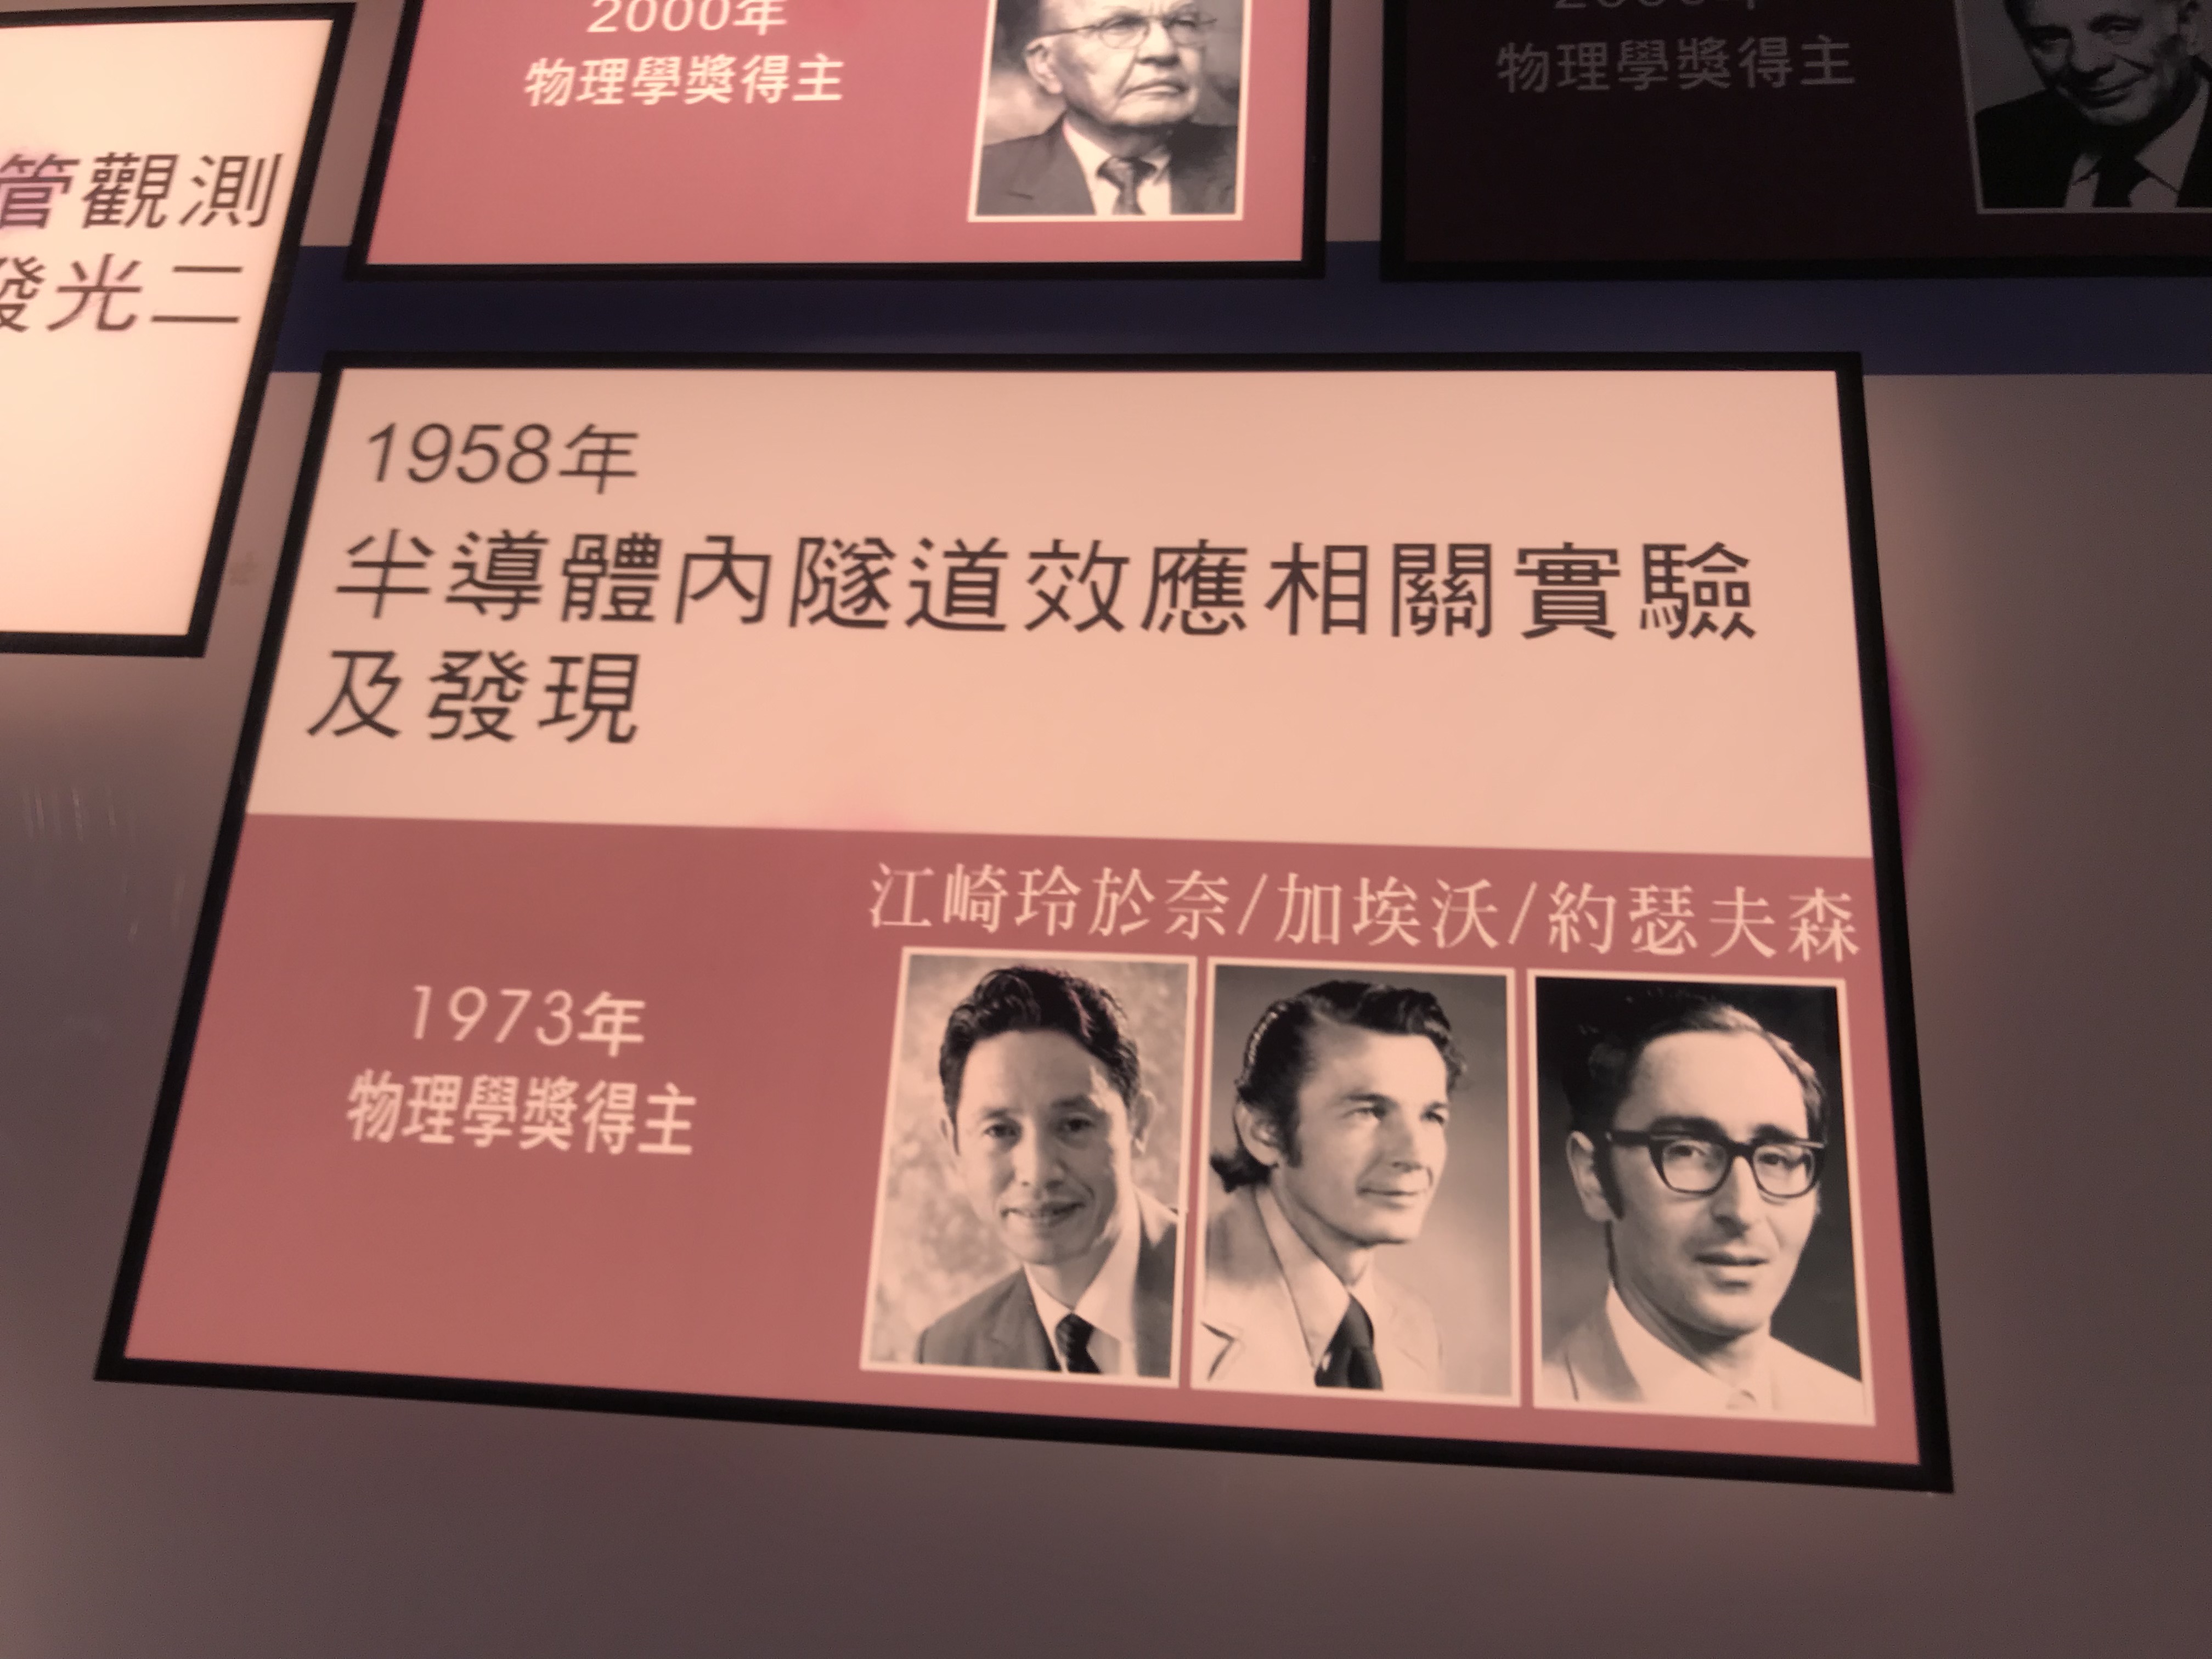 2000年
物理學獎得主
物理學獎得主
管觀測
發光二
1958年
半導體內隧道效應相關實驗
及發現
江崎玲於奈/加埃沃/約瑟夫森
1973年
物理學獎得主